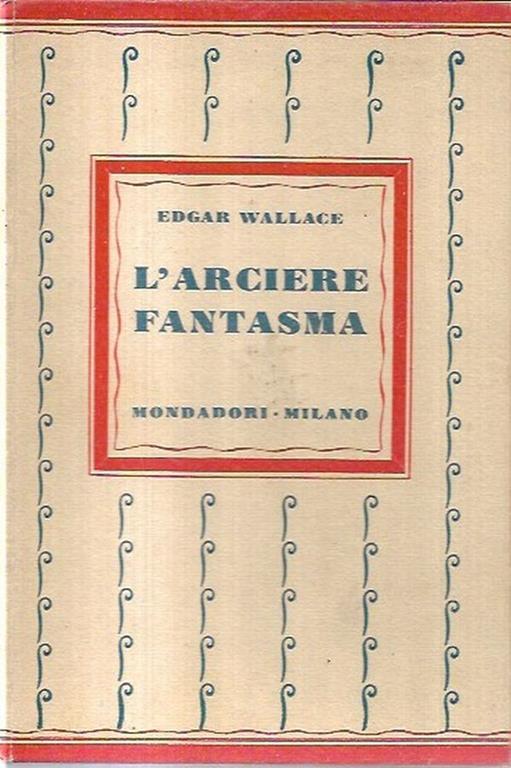 EDGAR WALLACE
L'ARCIERE
FANTASMA
MONDADORI · MILANO